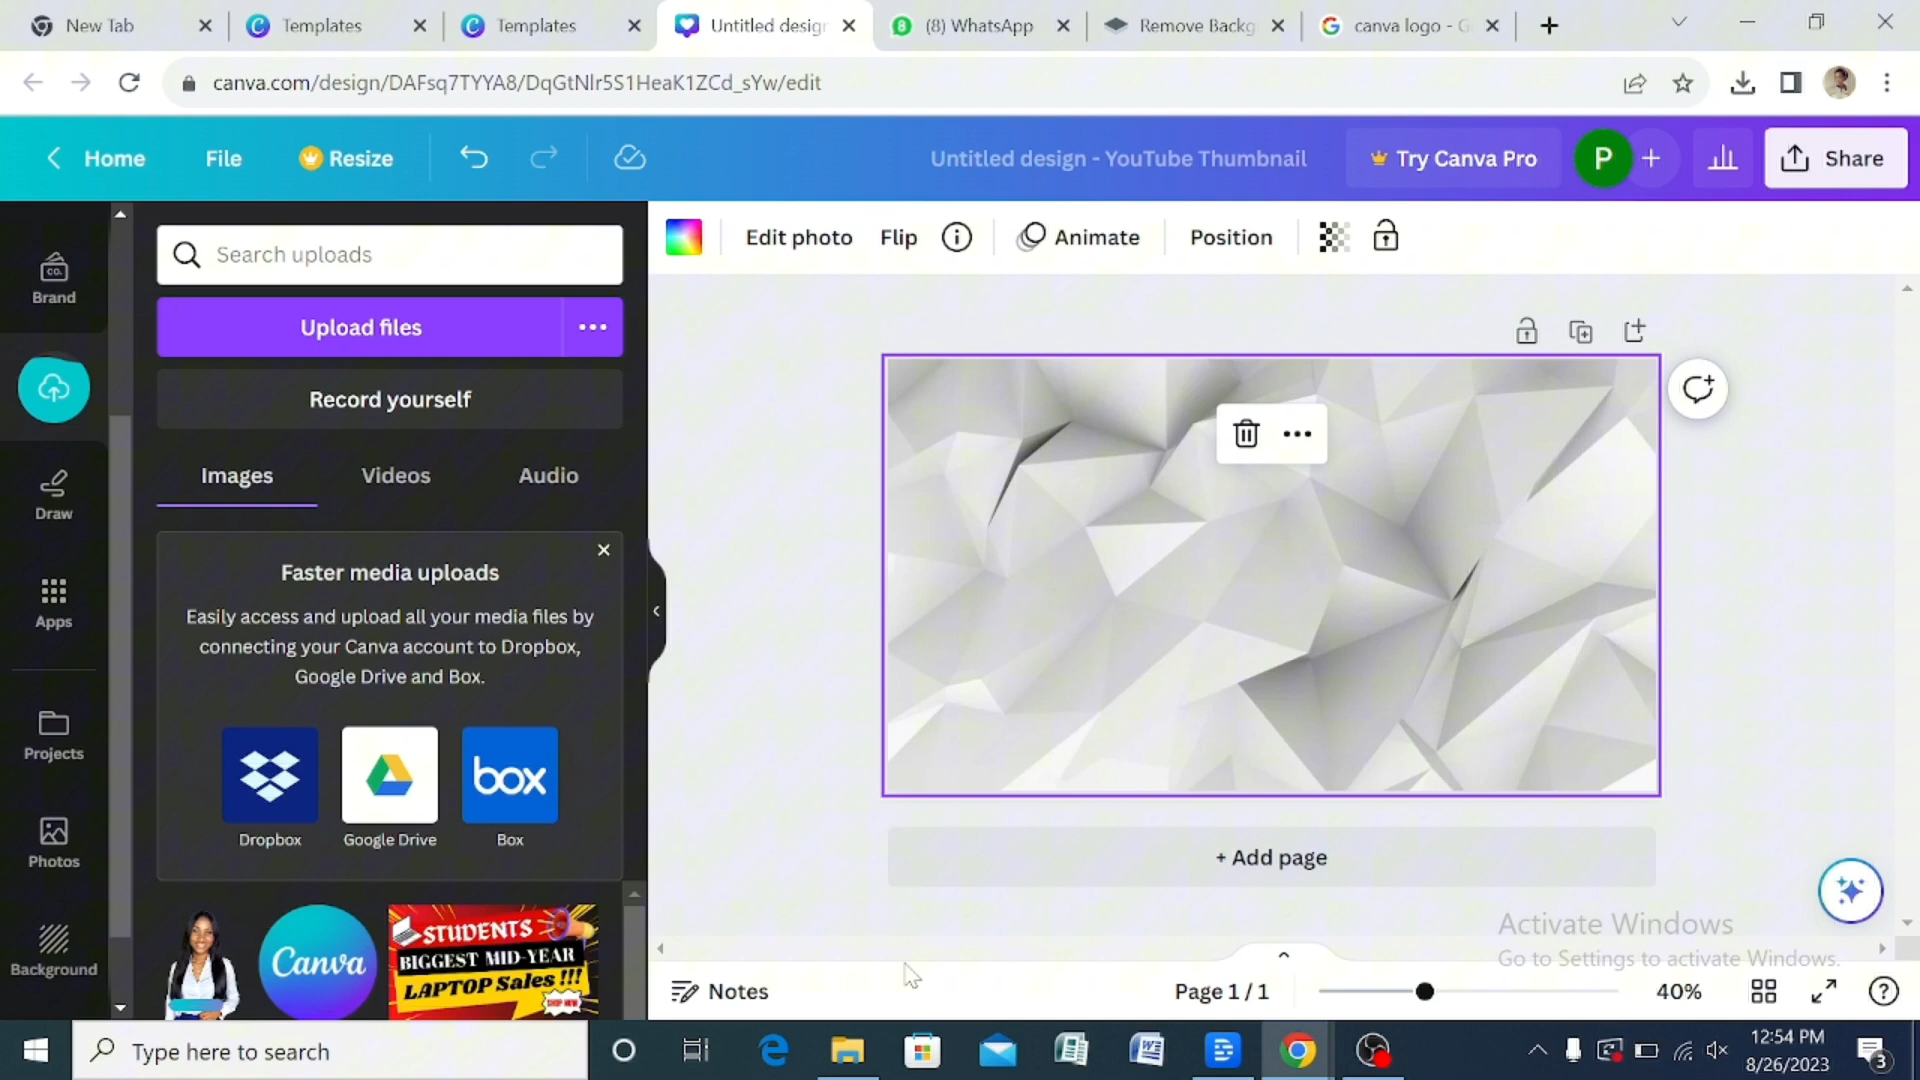 New Tab
Templates
Templates
Untitled design
(8) WhatsApp
Remove Backg
canva logo - G
canva.com/design/DAFsq7TYYA8/DqGtNlr5S1HeaK1ZCd_sYw/edit
Home
File
Resize
Untitled design - YouTube Thumbnail
Try Canva Pro
P
Share
Search uploads
Edit photo
Flip
Animate
Position
CO.
Brand
Upload files
Record yourself
Images
Videos
Audio
Draw
Faster media uploads
Easily access and upload all your media files by
connecting your Canva account to Dropbox,
Google Drive and Box.
Apps
Projects
box
Dropbox
Google Drive
Box
Photos
+ Add page
Background
Canva
STUDENTS
BIGGEST MID-YEAR
LAPTOP Sales !!!
SHOP NOW
Activate Windows
Go to Settings to activate Windows.
Notes
Page 1 / 1
40%
Type here to search
12:54 PM
8/26/2023
3